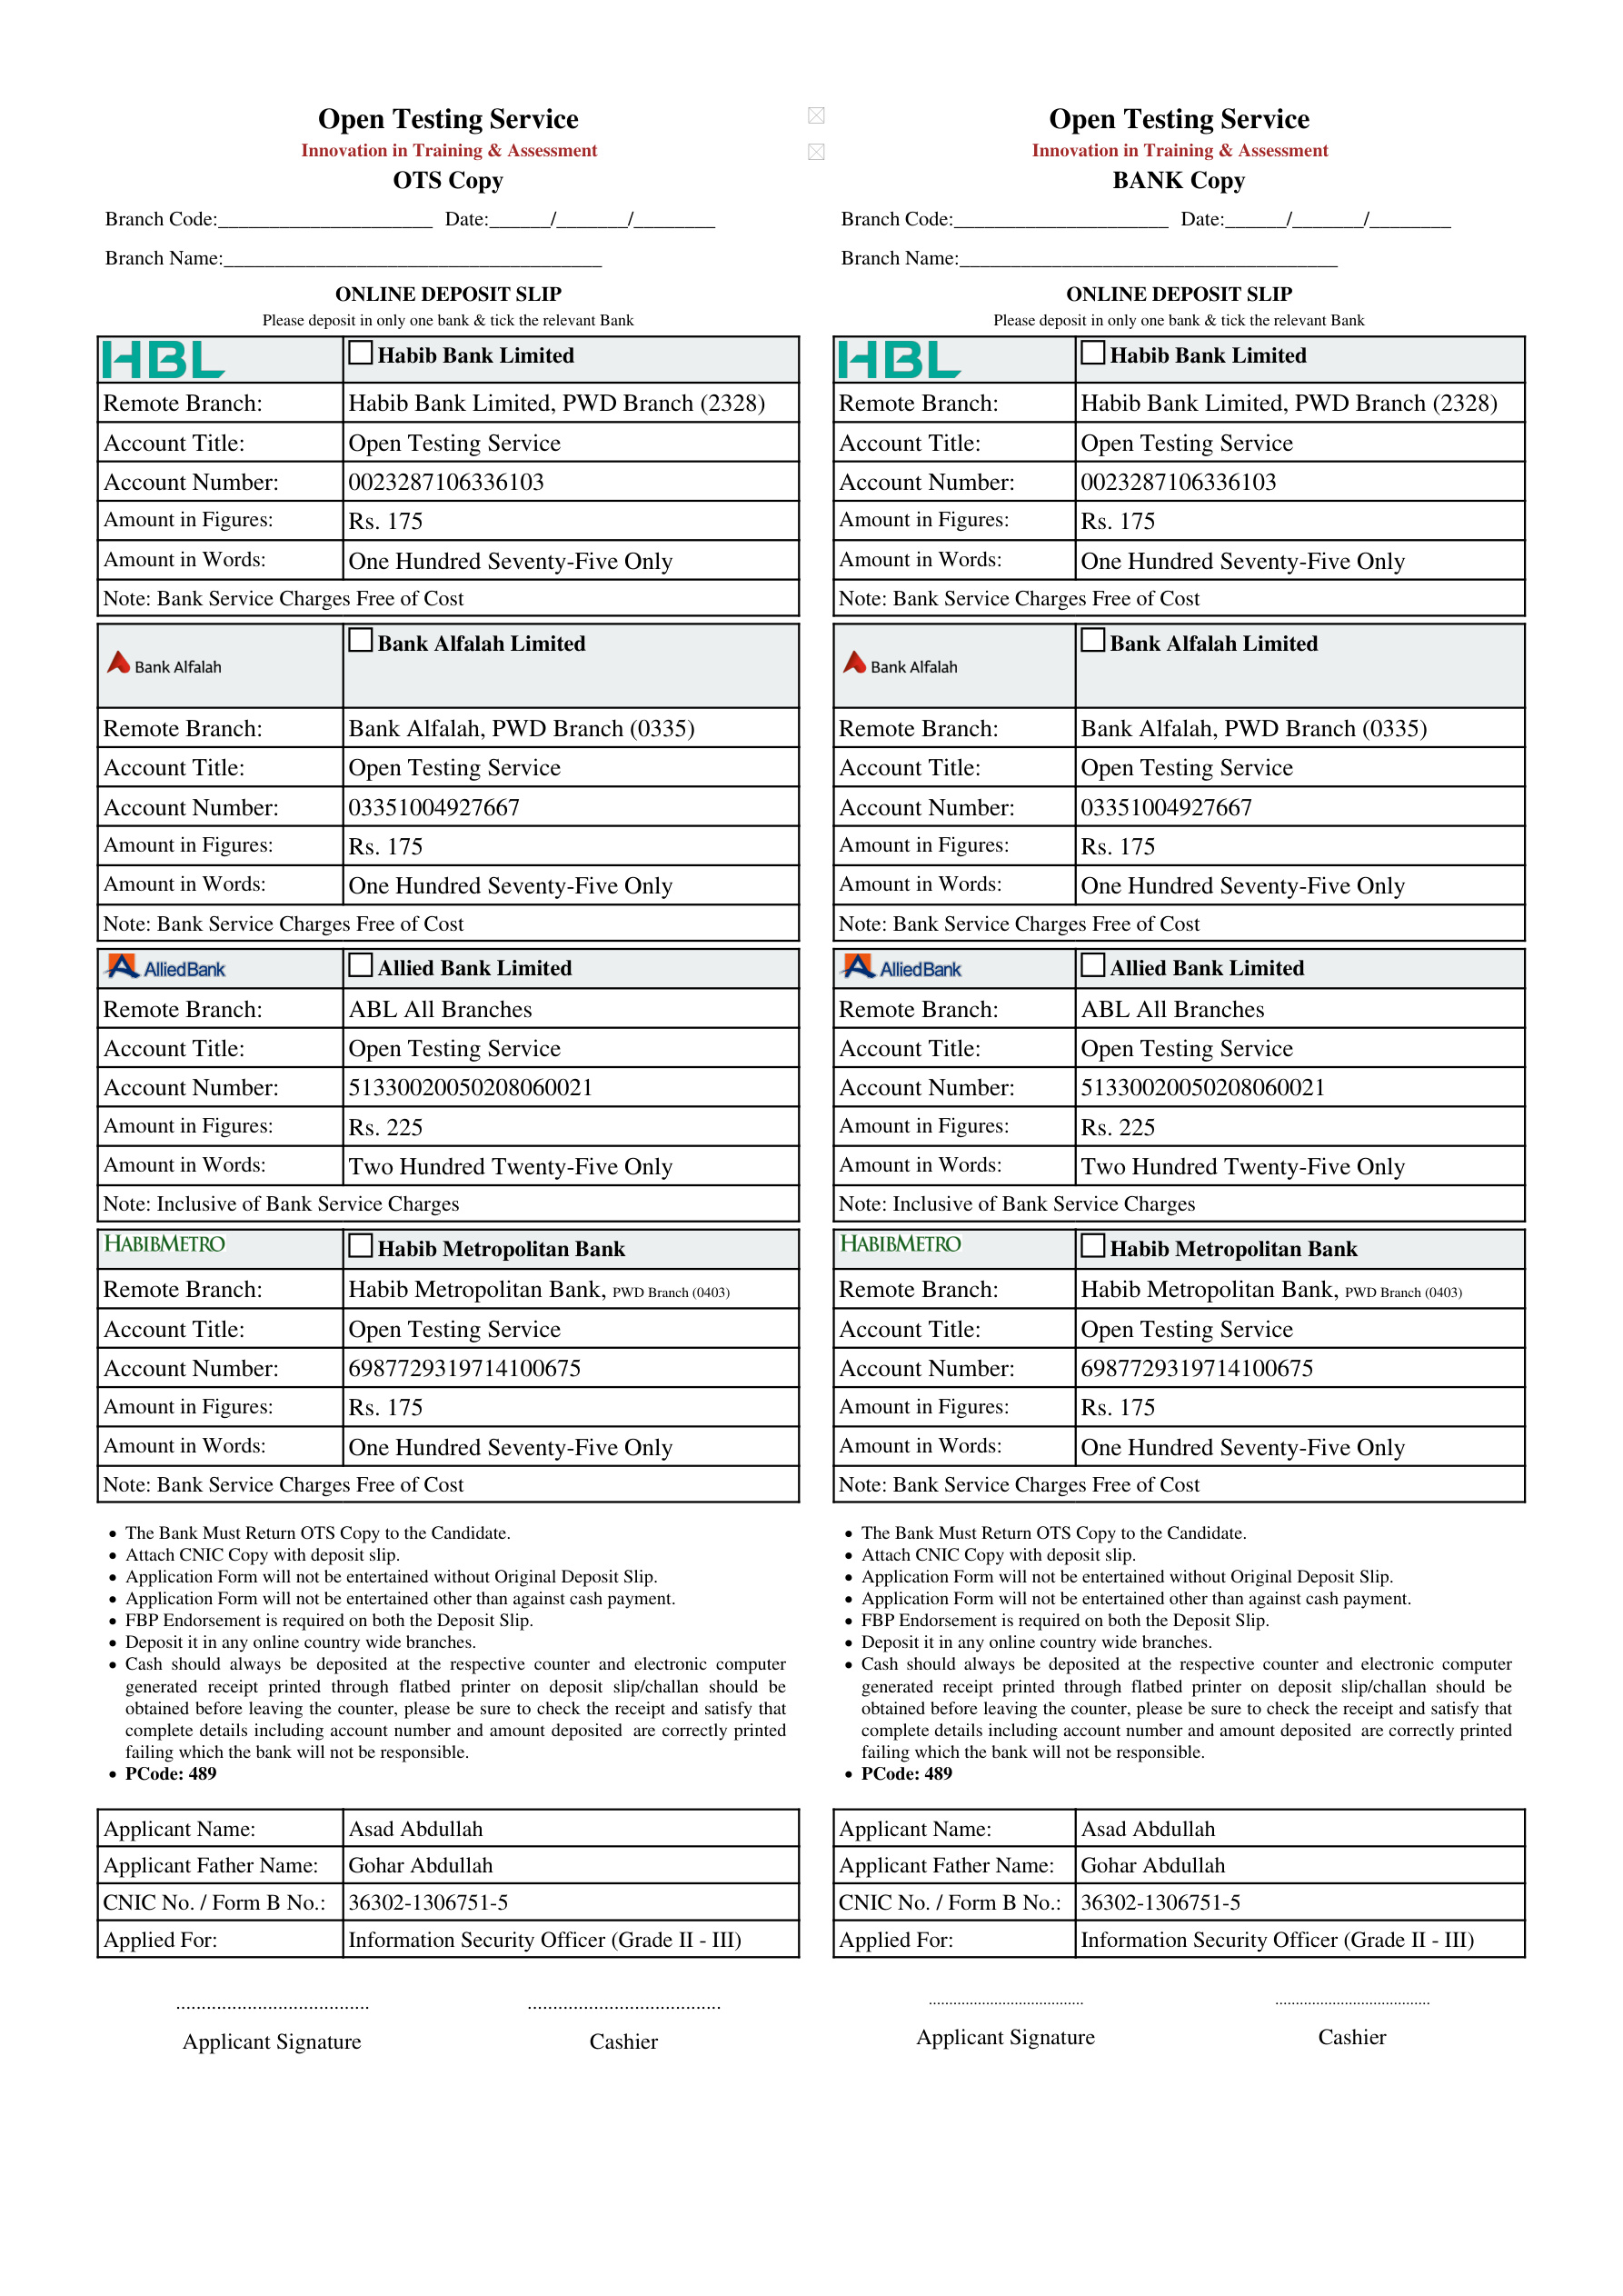 Open Testing Service
Innovation in Training & Assessment
OTS Copy
Branch Code:_____________________ Date:______/_______/________
Branch Name:_____________________________________
ONLINE DEPOSIT SLIP
Please deposit in only one bank & tick the relevant Bank
HBL Habib Bank Limited
Remote Branch: Habib Bank Limited, PWD Branch (2328)
Account Title: Open Testing Service
Account Number: 0023287106336103
Amount in Figures: Rs. 175
Amount in Words: One Hundred Seventy-Five Only
Note: Bank Service Charges Free of Cost
Bank Alfalah Bank Alfalah Limited
Remote Branch: Bank Alfalah, PWD Branch (0335)
Account Title: Open Testing Service
Account Number: 03351004927667
Amount in Figures: Rs. 175
Amount in Words: One Hundred Seventy-Five Only
Note: Bank Service Charges Free of Cost
Allied Bank Allied Bank Limited
Remote Branch: ABL All Branches
Account Title: Open Testing Service
Account Number: 51330020050208060021
Amount in Figures: Rs. 225
Amount in Words: Two Hundred Twenty-Five Only
Note: Inclusive of Bank Service Charges
HABIBMETRO Habib Metropolitan Bank
Remote Branch: Habib Metropolitan Bank, PWD Branch (0403)
Account Title: Open Testing Service
Account Number: 6987729319714100675
Amount in Figures: Rs. 175
Amount in Words: One Hundred Seventy-Five Only
Note: Bank Service Charges Free of Cost
• The Bank Must Return OTS Copy to the Candidate.
• Attach CNIC Copy with deposit slip.
• Application Form will not be entertained without Original Deposit Slip.
• Application Form will not be entertained other than against cash payment.
• FBP Endorsement is required on both the Deposit Slip.
• Deposit it in any online country wide branches.
• Cash should always be deposited at the respective counter and electronic computer
generated receipt printed through flatbed printer on deposit slip/challan should be
obtained before leaving the counter, please be sure to check the receipt and satisfy that
complete details including account number and amount deposited are correctly printed
failing which the bank will not be responsible.
• PCode: 489
Applicant Name: Asad Abdullah
Applicant Father Name: Gohar Abdullah
CNIC No. / Form B No.: 36302-1306751-5
Applied For: Information Security Officer (Grade II - III)
...................................... ......................................
Applicant Signature Cashier
Open Testing Service
Innovation in Training & Assessment
BANK Copy
Branch Code:_____________________ Date:______/_______/________
Branch Name:_____________________________________
ONLINE DEPOSIT SLIP
Please deposit in only one bank & tick the relevant Bank
HBL Habib Bank Limited
Remote Branch: Habib Bank Limited, PWD Branch (2328)
Account Title: Open Testing Service
Account Number: 0023287106336103
Amount in Figures: Rs. 175
Amount in Words: One Hundred Seventy-Five Only
Note: Bank Service Charges Free of Cost
Bank Alfalah Bank Alfalah Limited
Remote Branch: Bank Alfalah, PWD Branch (0335)
Account Title: Open Testing Service
Account Number: 03351004927667
Amount in Figures: Rs. 175
Amount in Words: One Hundred Seventy-Five Only
Note: Bank Service Charges Free of Cost
Allied Bank Allied Bank Limited
Remote Branch: ABL All Branches
Account Title: Open Testing Service
Account Number: 51330020050208060021
Amount in Figures: Rs. 225
Amount in Words: Two Hundred Twenty-Five Only
Note: Inclusive of Bank Service Charges
HABIBMETRO Habib Metropolitan Bank
Remote Branch: Habib Metropolitan Bank, PWD Branch (0403)
Account Title: Open Testing Service
Account Number: 6987729319714100675
Amount in Figures: Rs. 175
Amount in Words: One Hundred Seventy-Five Only
Note: Bank Service Charges Free of Cost
• The Bank Must Return OTS Copy to the Candidate.
• Attach CNIC Copy with deposit slip.
• Application Form will not be entertained without Original Deposit Slip.
• Application Form will not be entertained other than against cash payment.
• FBP Endorsement is required on both the Deposit Slip.
• Deposit it in any online country wide branches.
• Cash should always be deposited at the respective counter and electronic computer
generated receipt printed through flatbed printer on deposit slip/challan should be
obtained before leaving the counter, please be sure to check the receipt and satisfy that
complete details including account number and amount deposited are correctly printed
failing which the bank will not be responsible.
• PCode: 489
Applicant Name: Asad Abdullah
Applicant Father Name: Gohar Abdullah
CNIC No. / Form B No.: 36302-1306751-5
Applied For: Information Security Officer (Grade II - III)
...................................... ......................................
Applicant Signature Cashier